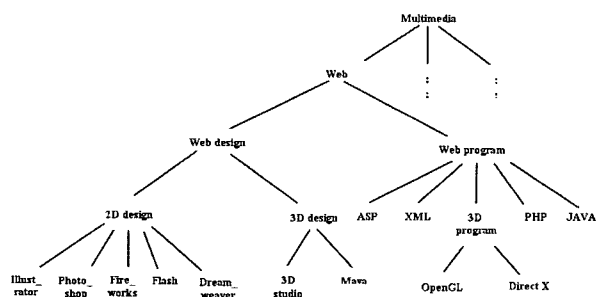 Multimedia
Web
:
:
:
:
Web design
Web program
2D design
3D design
ASP
XML
3D
program
PHP
JAVA
Illust_
rator
Photo_
shop
Fire_
works
Flash
Dream_
weaver
3D
studio
Maya
OpenGL
Direct X